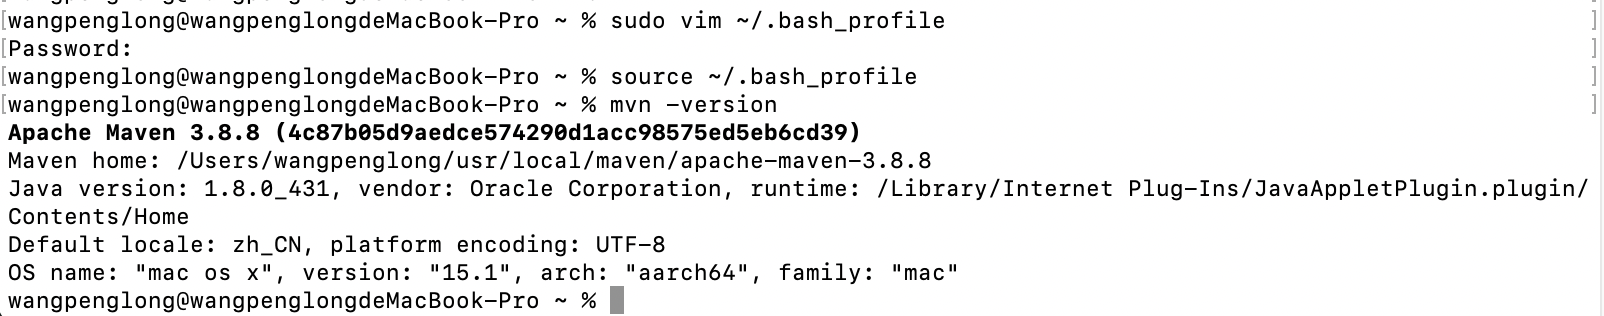 [wangpenglong@wangpenglongdeMacBook-Pro ~ % sudo vim ~/.bash_profile ]
[Password: ]
[wangpenglong@wangpenglongdeMacBook-Pro ~ % source ~/.bash_profile ]
[wangpenglong@wangpenglongdeMacBook-Pro ~ % mvn -version ]
Apache Maven 3.8.8 (4c87b05d9aedce574290d1acc98575ed5eb6cd39)
Maven home: /Users/wangpenglong/usr/local/maven/apache-maven-3.8.8
Java version: 1.8.0_431, vendor: Oracle Corporation, runtime: /Library/Internet Plug-Ins/JavaAppletPlugin.plugin/
Contents/Home
Default locale: zh_CN, platform encoding: UTF-8
OS name: "mac os x", version: "15.1", arch: "aarch64", family: "mac"
wangpenglong@wangpenglongdeMacBook-Pro ~ %